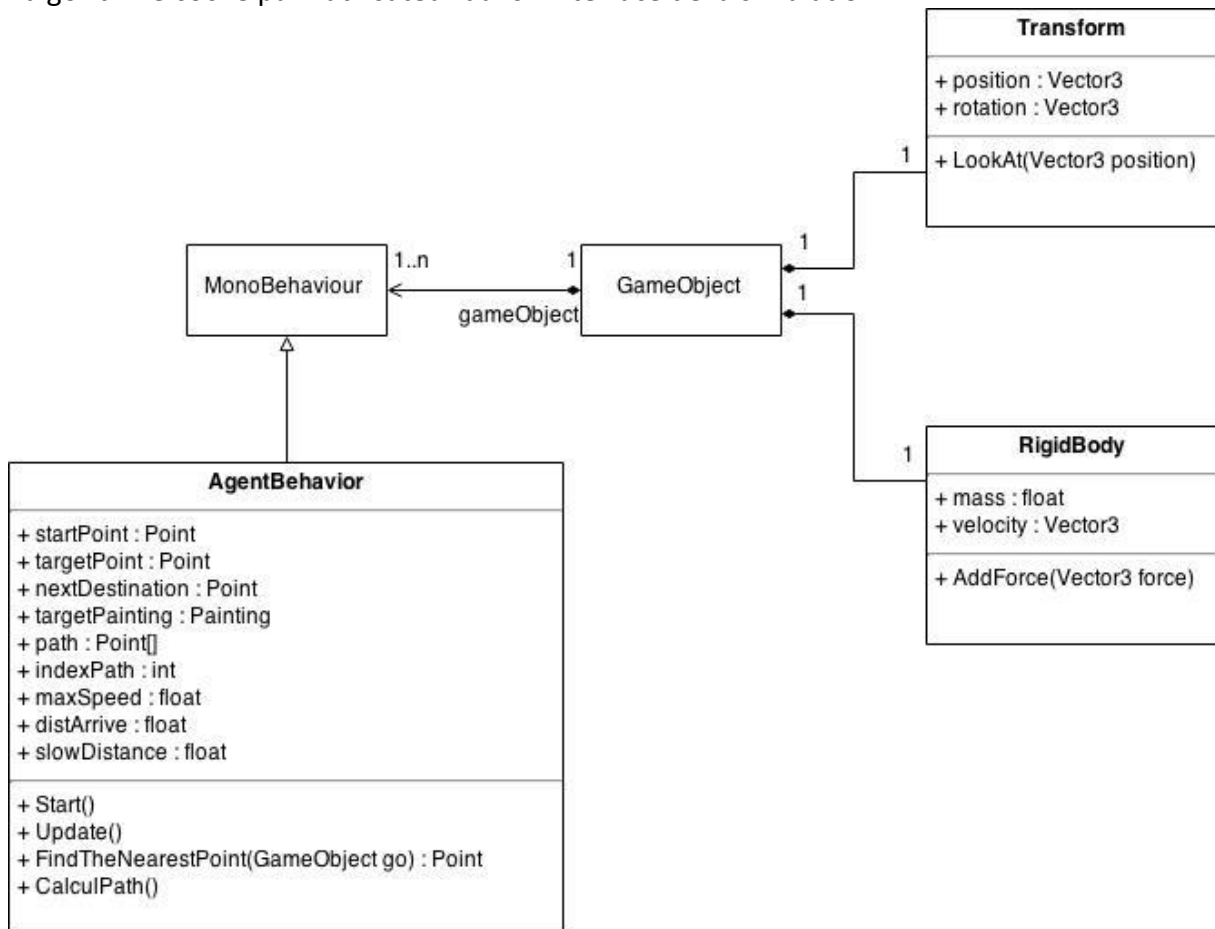 Transform
+ position : Vector3
+ rotation : Vector3
+ LookAt(Vector3 position)
1
1
MonoBehaviour
1..n
1
gameObject
GameObject
1
1
RigidBody
+ mass : float
+ velocity : Vector3
+ AddForce(Vector3 force)
AgentBehavior
+ startPoint : Point
+ targetPoint : Point
+ nextDestination : Point
+ targetPainting : Painting
+ path : Point[]
+ indexPath : int
+ maxSpeed : float
+ distArrive : float
+ slowDistance : float
+ Start()
+ Update()
+ FindTheNearestPoint(GameObject go) : Point
+ CalculPath()